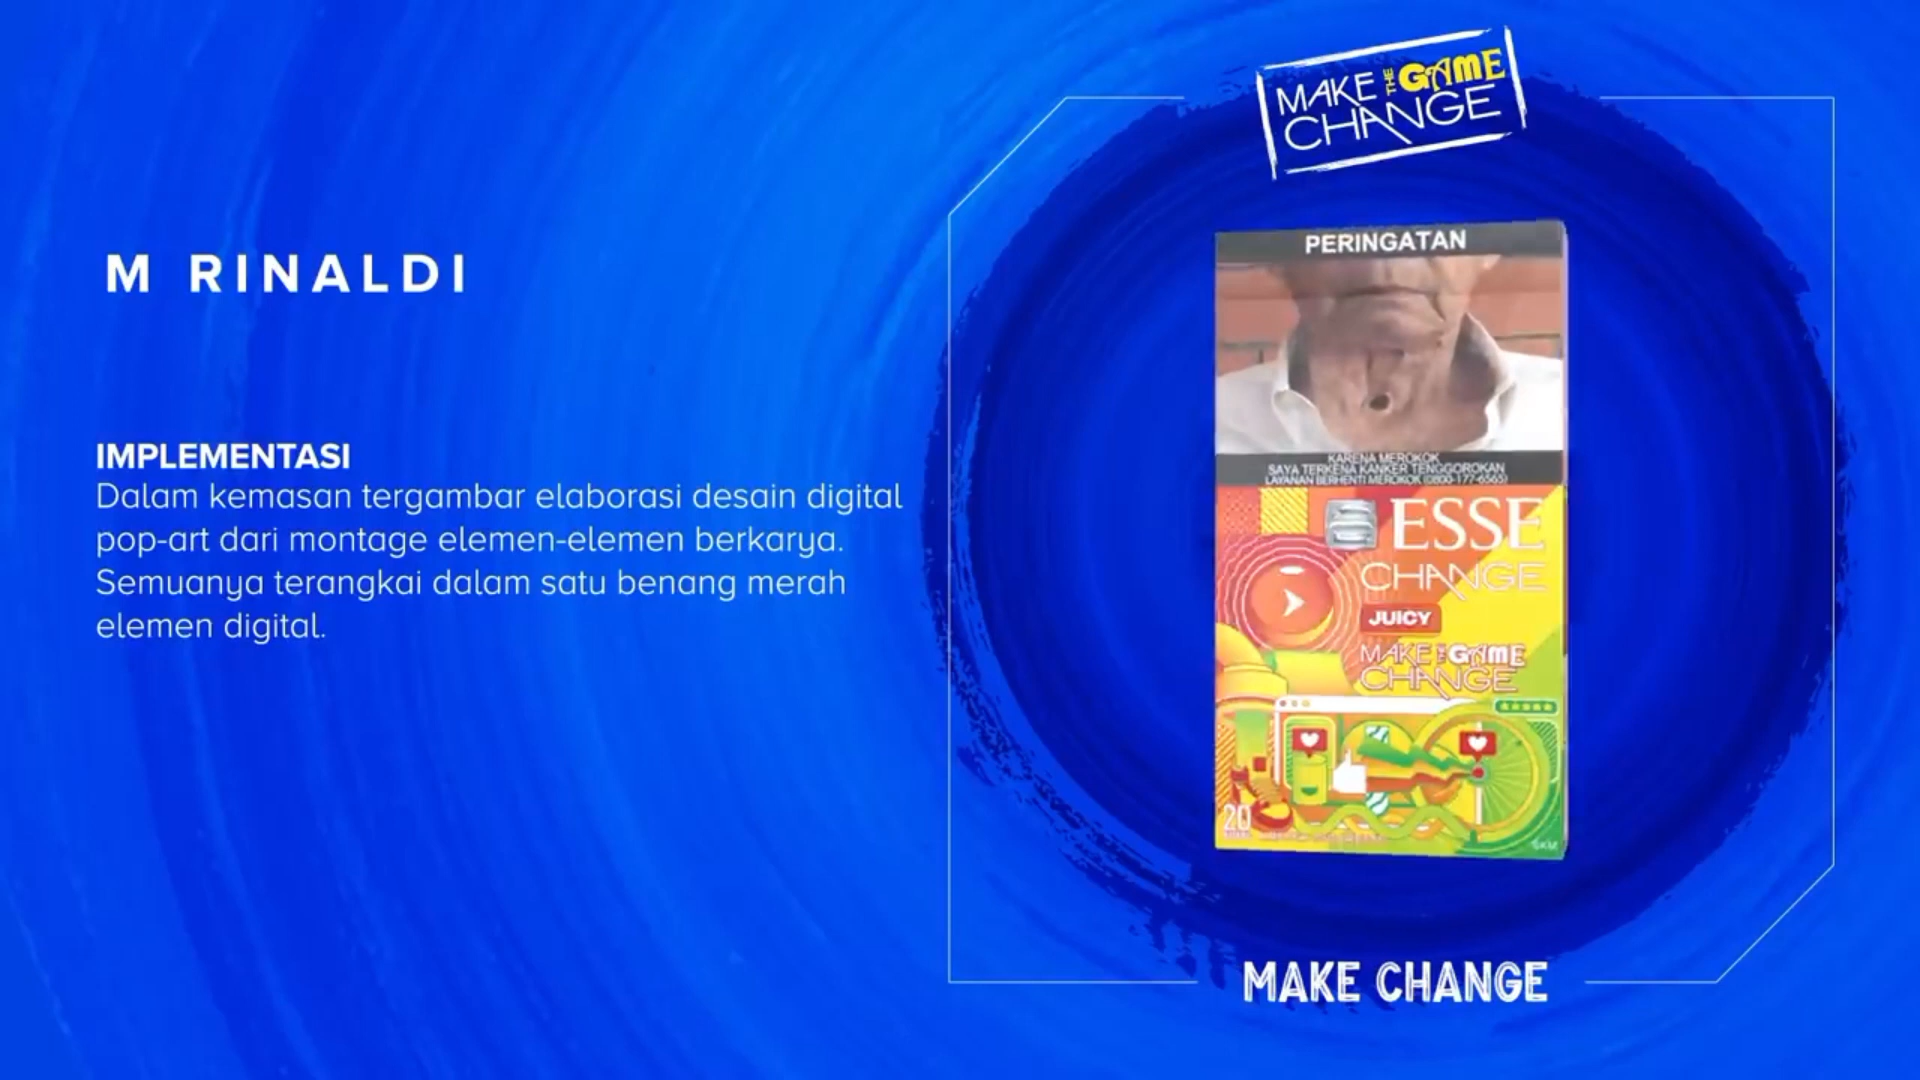 MAKE THE GAME
CHANGE
M RINALDI
IMPLEMENTASI
Dalam kemasan tergambar elaborasi desain digital
pop-art dari montage elemen-elemen berkarya.
Semuanya terangkai dalam satu benang merah
elemen digital.
PERINGATAN
KARENA MEROKOK
SAYA TERKENA KANKER TENGGOROKAN
LAYANAN BERHENTI MEROKOK (0800-177-6565)
ESSE
CHANGE
JUICY
MAKE THE GAME
CHANGE
20
SKM
MAKE CHANGE